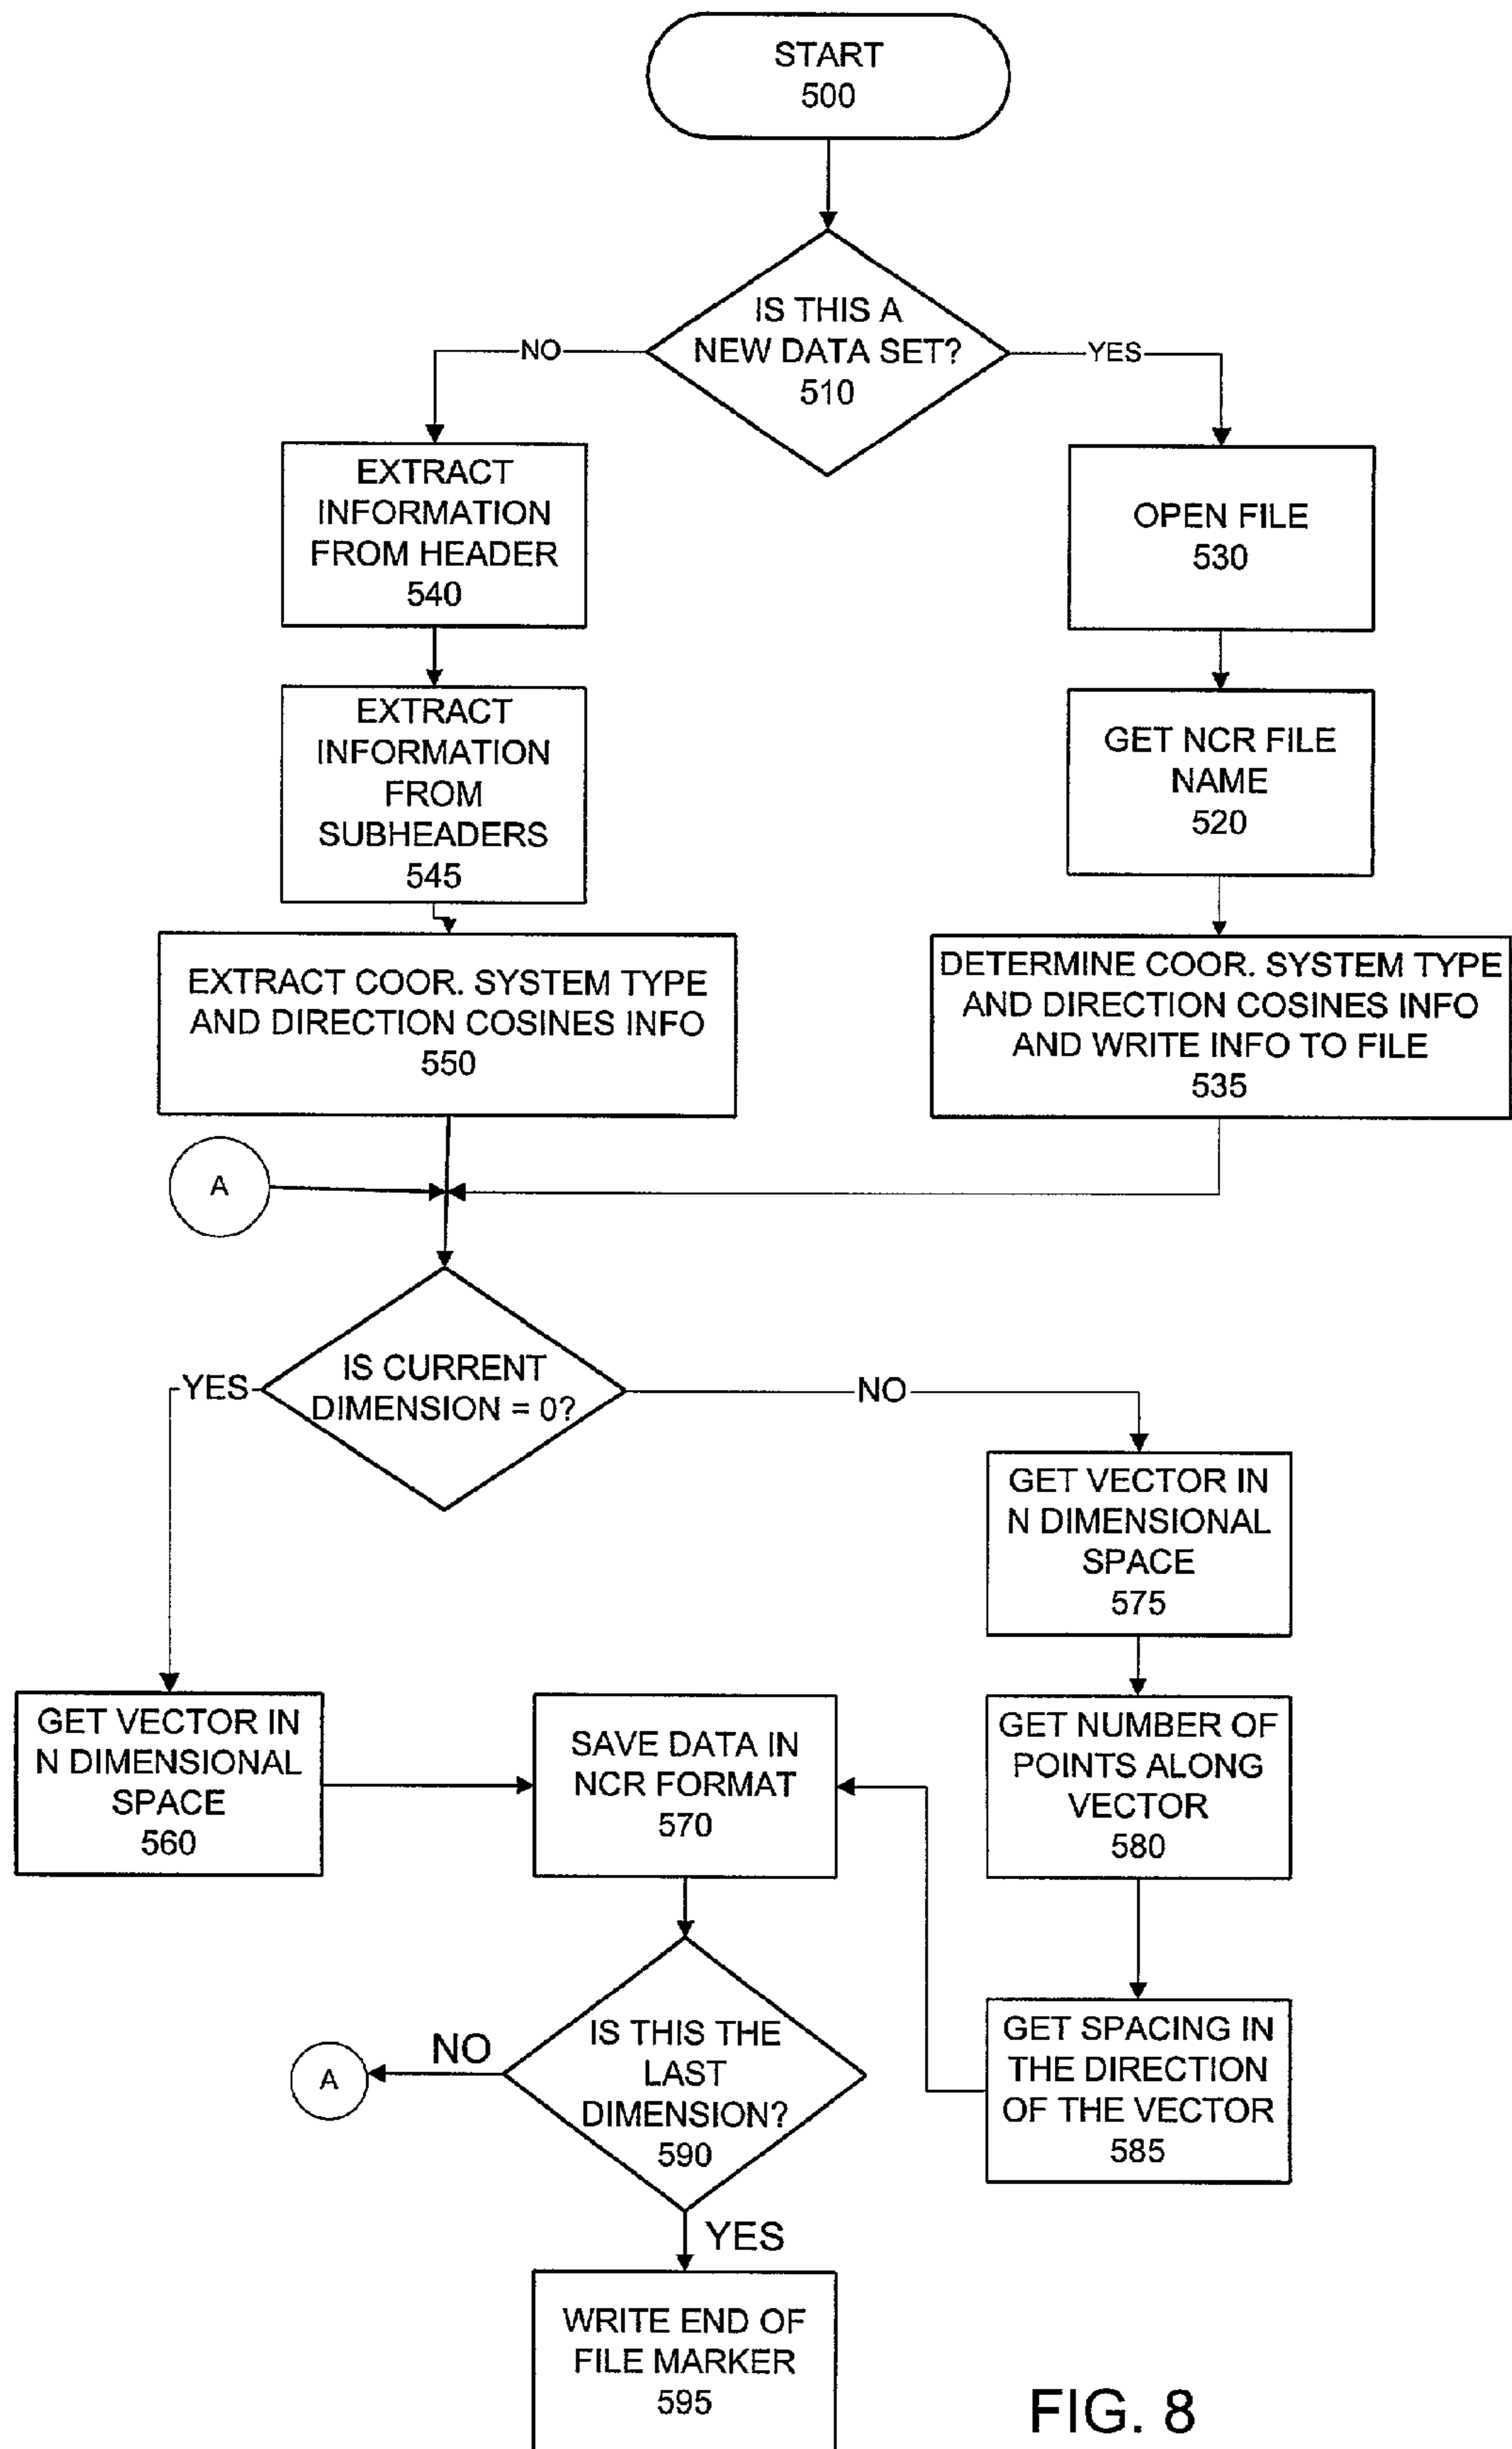 START
500
IS THIS A
NEW DATA SET?
510
NO
YES
EXTRACT
INFORMATION
FROM HEADER
540
OPEN FILE
530
EXTRACT
INFORMATION
FROM
SUBHEADERS
545
GET NCR FILE
NAME
520
EXTRACT COOR. SYSTEM TYPE
AND DIRECTION COSINES INFO
550
DETERMINE COOR. SYSTEM TYPE
AND DIRECTION COSINES INFO
AND WRITE INFO TO FILE
535
A
IS CURRENT
DIMENSION = 0?
YES
NO
GET VECTOR IN
N DIMENSIONAL
SPACE
575
GET VECTOR IN
N DIMENSIONAL
SPACE
560
SAVE DATA IN
NCR FORMAT
570
GET NUMBER OF
POINTS ALONG
VECTOR
580
IS THIS THE
LAST
DIMENSION?
590
NO
A
GET SPACING IN
THE DIRECTION
OF THE VECTOR
585
YES
WRITE END OF
FILE MARKER
595
FIG. 8